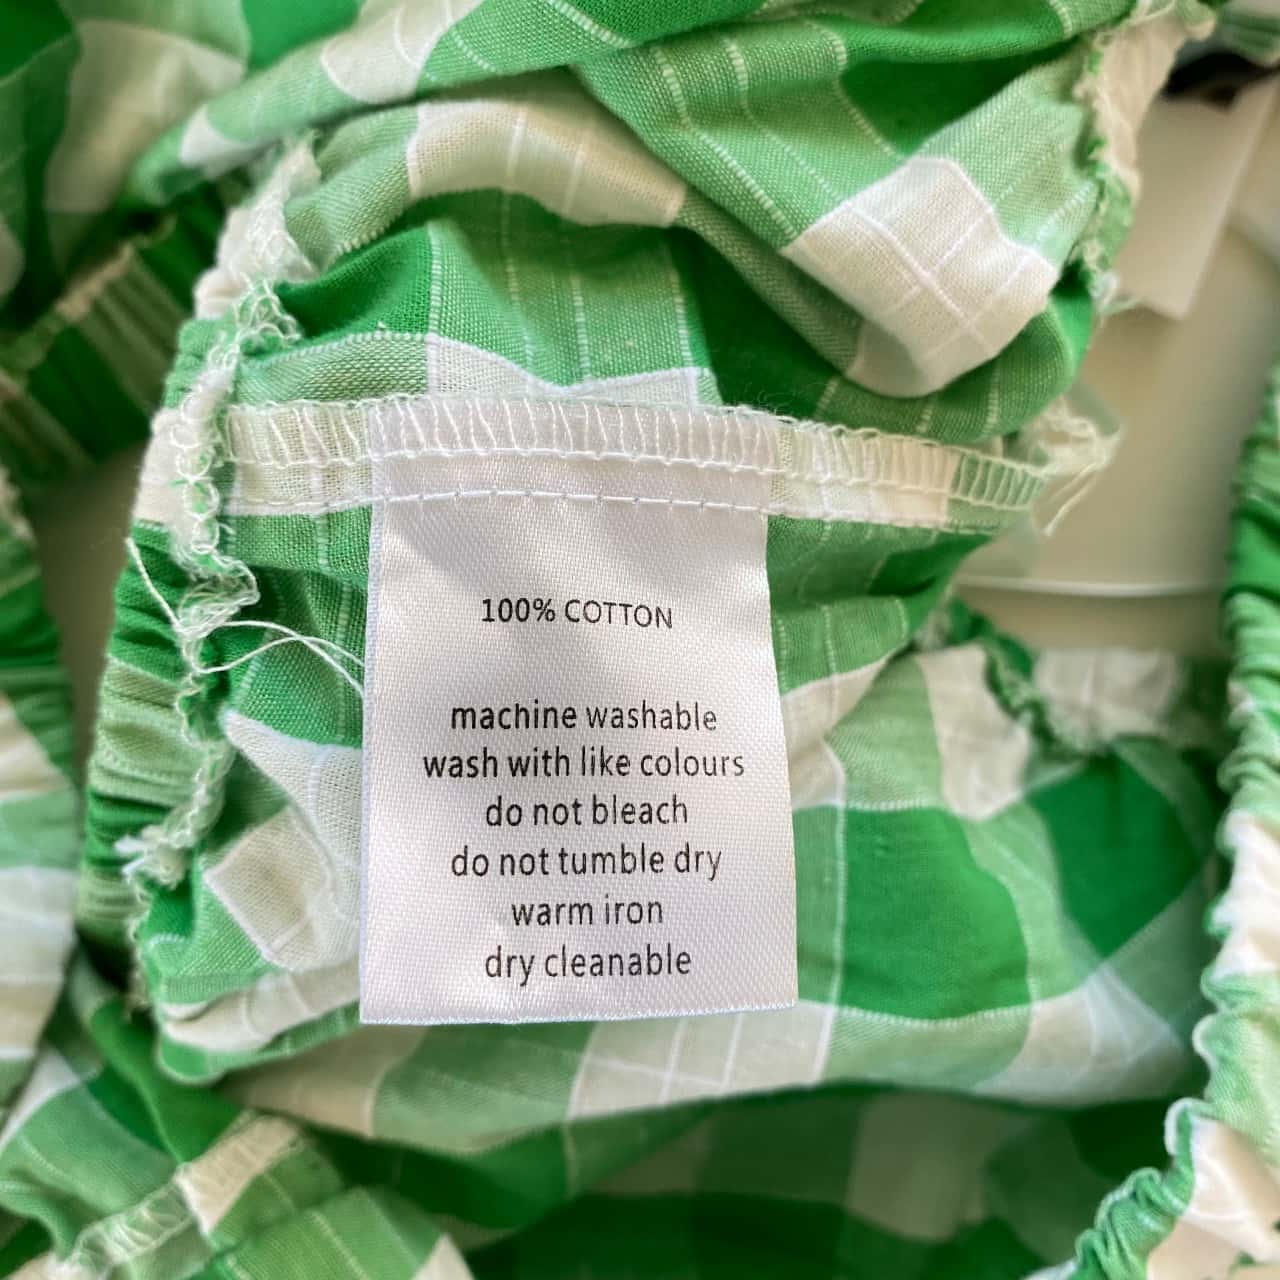 100% COTTON
machine washable
wash with like colours
do not bleach
do not tumble dry
warm iron
dry cleanable